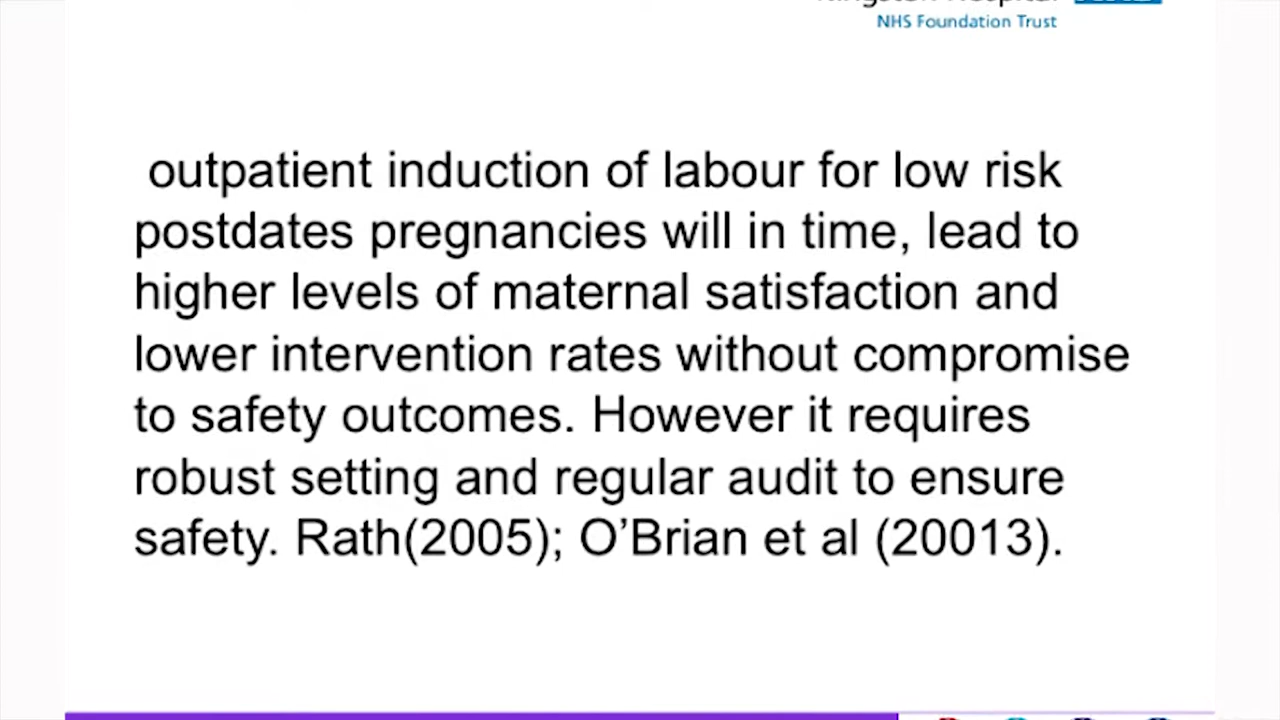 NHS Foundation Trust
outpatient induction of labour for low risk
postdates pregnancies will in time, lead to
higher levels of maternal satisfaction and
lower intervention rates without compromise
to safety outcomes. However it requires
robust setting and regular audit to ensure
safety. Rath(2005); O’Brian et al (20013).